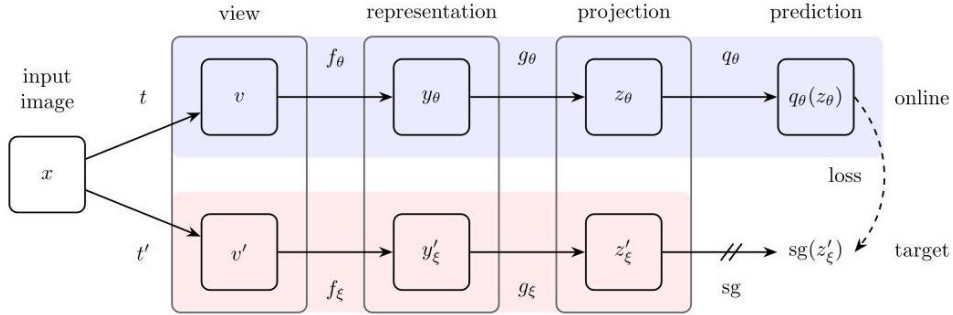 view
representation
projection
prediction
input
image
t
f_θ
g_θ
q_θ
v
y_θ
z_θ
q_θ(z_θ)
online
x
loss
t′
v′
y′_ξ
z′_ξ
sg(z′_ξ)
target
f_ξ
g_ξ
sg